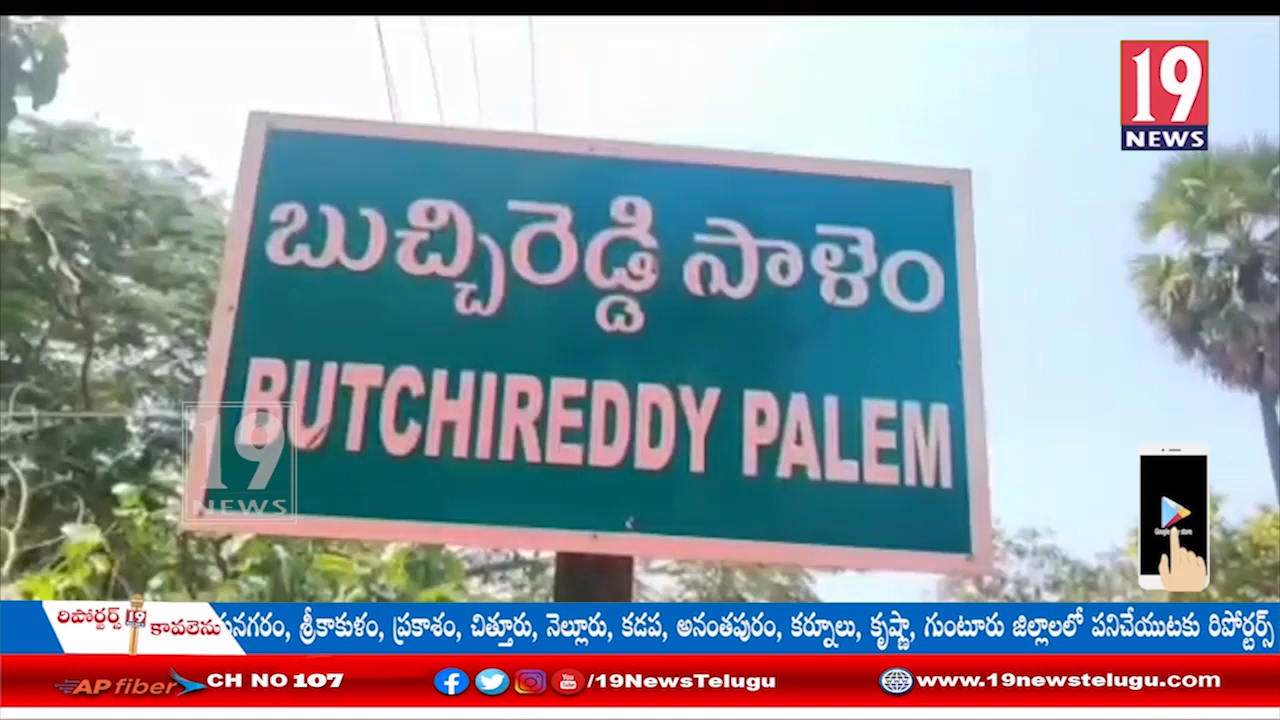 19
NEWS
బుచ్చిరెడ్డి పాళెం
BUTCHIREDDY PALEM
19
NEWS
రిపోర్టర్స్ 19 కావలెను
నగరం, శ్రీకాకుళం, ప్రకాశం, చిత్తూరు, నెల్లూరు, కడప, అనంతపురం, కర్నూలు, కృష్ణా, గుంటూరు జిల్లాలలో పనిచేయుటకు రిపోర్టర్స్
AP fiber CH NO 107 /19NewsTelugu www.19newstelugu.com